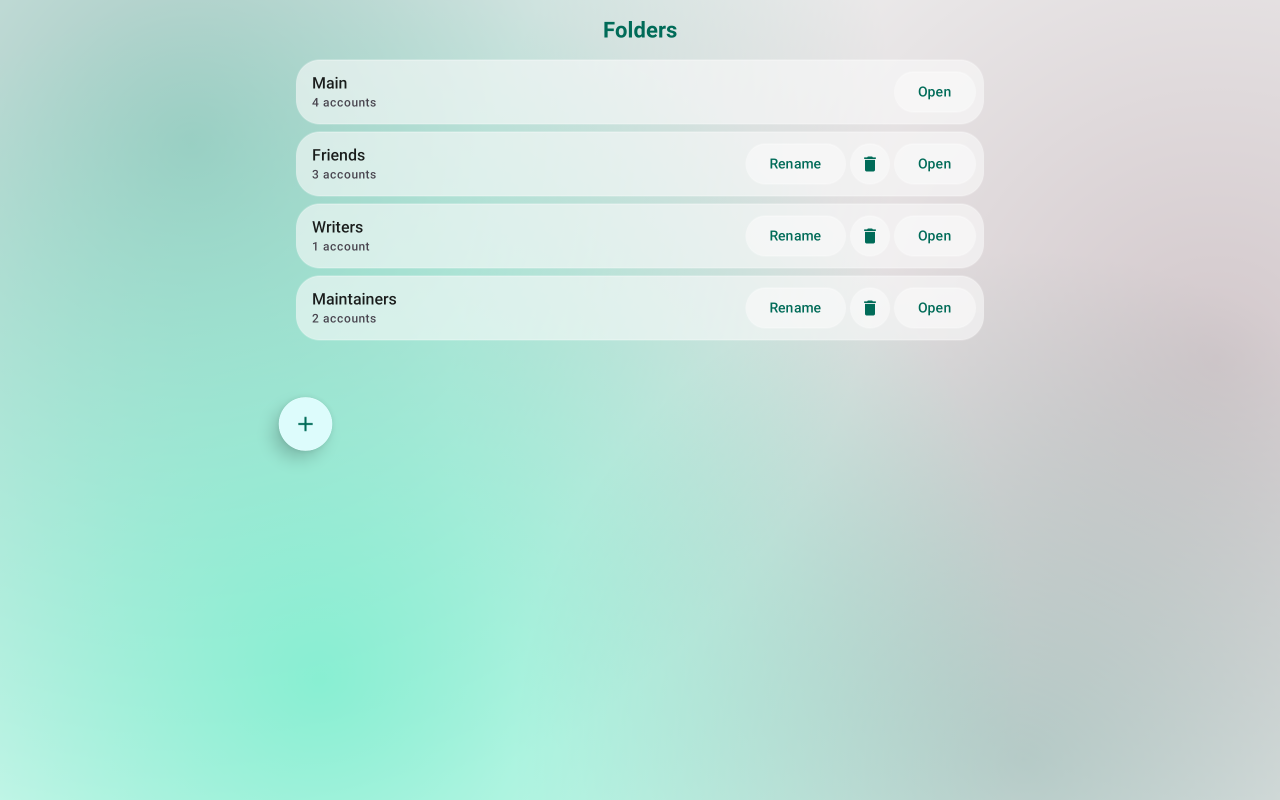 Folders
Main
4 accounts
Open
Friends
3 accounts
Rename
Open
Writers
1 account
Rename
Open
Maintainers
2 accounts
Rename
Open